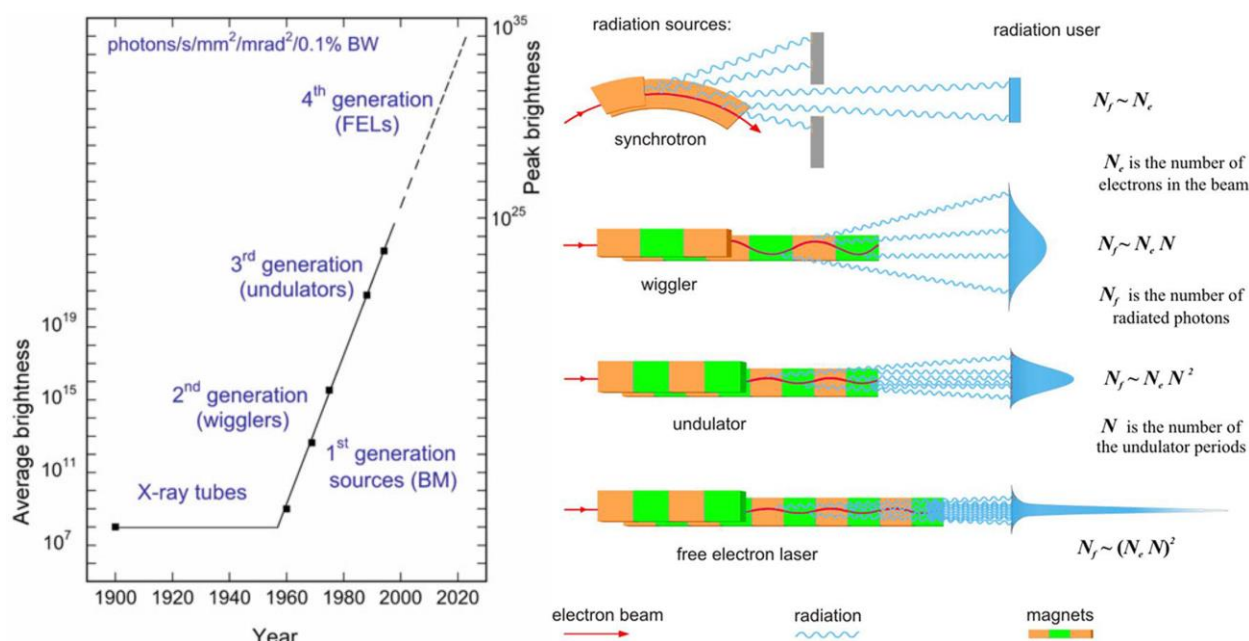 photons/s/mm²/mrad²/0.1% BW
4th generation
(FELs)
3rd generation
(undulators)
2nd generation
(wigglers)
1st generation
sources (BM)
X-ray tubes
Average brightness
10¹⁹
10¹⁵
10¹¹
10⁷
Peak brightness
10³⁵
10²⁵
1900 1920 1940 1960 1980 2000 2020
Year
radiation sources:
radiation user
synchrotron
N_f ~ N_e
N_e is the number of
electrons in the beam
wiggler
N_f ~ N_e N
N_f is the number of
radiated photons
undulator
N_f ~ N_e N²
N is the number of
the undulator periods
free electron laser
N_f ~ (N_e N)²
electron beam
radiation
magnets